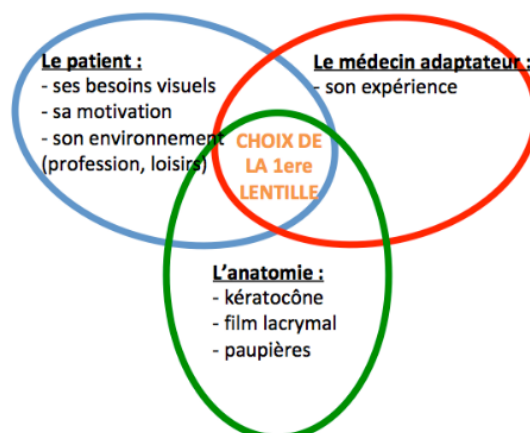 Le patient :
- ses besoins visuels
- sa motivation
- son environnement
(profession, loisirs)
Le médecin adaptateur :
- son expérience
CHOIX DE
LA 1ere
LENTILLE
L’anatomie :
- kératocône
- film lacrymal
- paupières